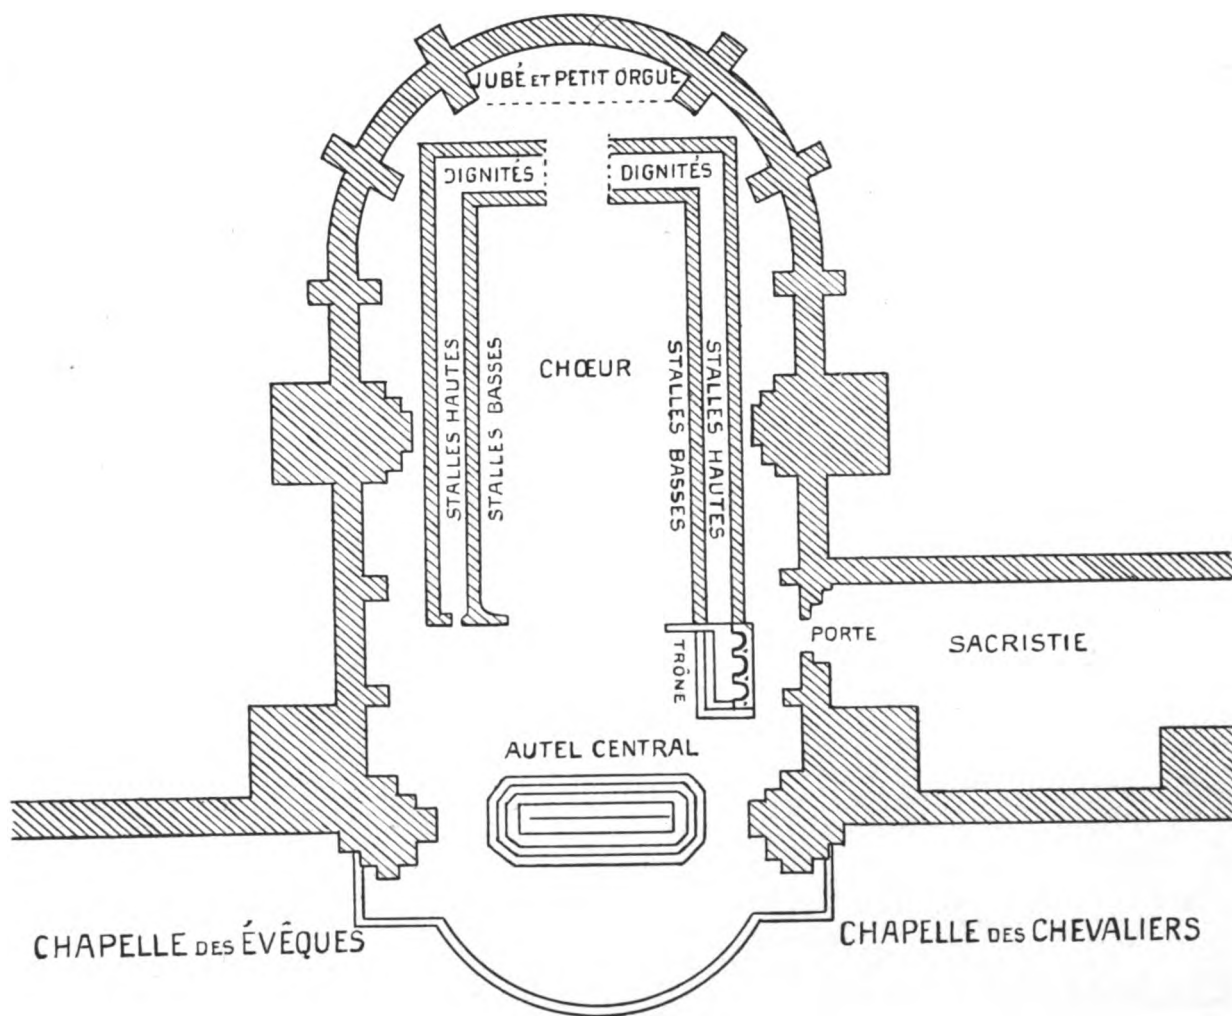 JUBÉ ET PETIT ORGUE
DIGNITÉS
DIGNITÉS
STALLES HAUTES
STALLES BASSES
CHŒUR
STALLES BASSES
STALLES HAUTES
PORTE
SACRISTIE
TRÔNE
AUTEL CENTRAL
CHAPELLE DES ÉVÊQUES
CHAPELLE DES CHEVALIERS